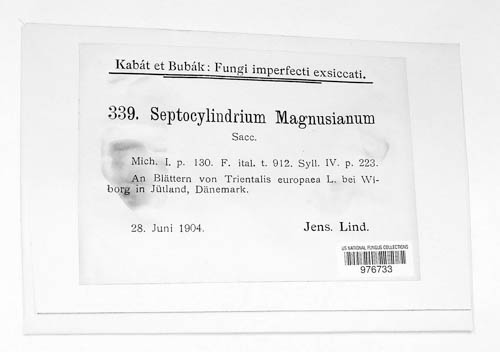 Kabát et Bubák: Fungi imperfecti exsiccati.
339. Septocylindrium Magnusianum
Sacc.
Mich. I. p. 130. F. ital. t. 912. Syll. IV. p. 223.
An Blättern von Trientalis europaea L. bei Wi-
borg in Jütland, Dänemark.
28. Juni 1904. Jens. Lind.
US NATIONAL FUNGUS COLLECTIONS
976733